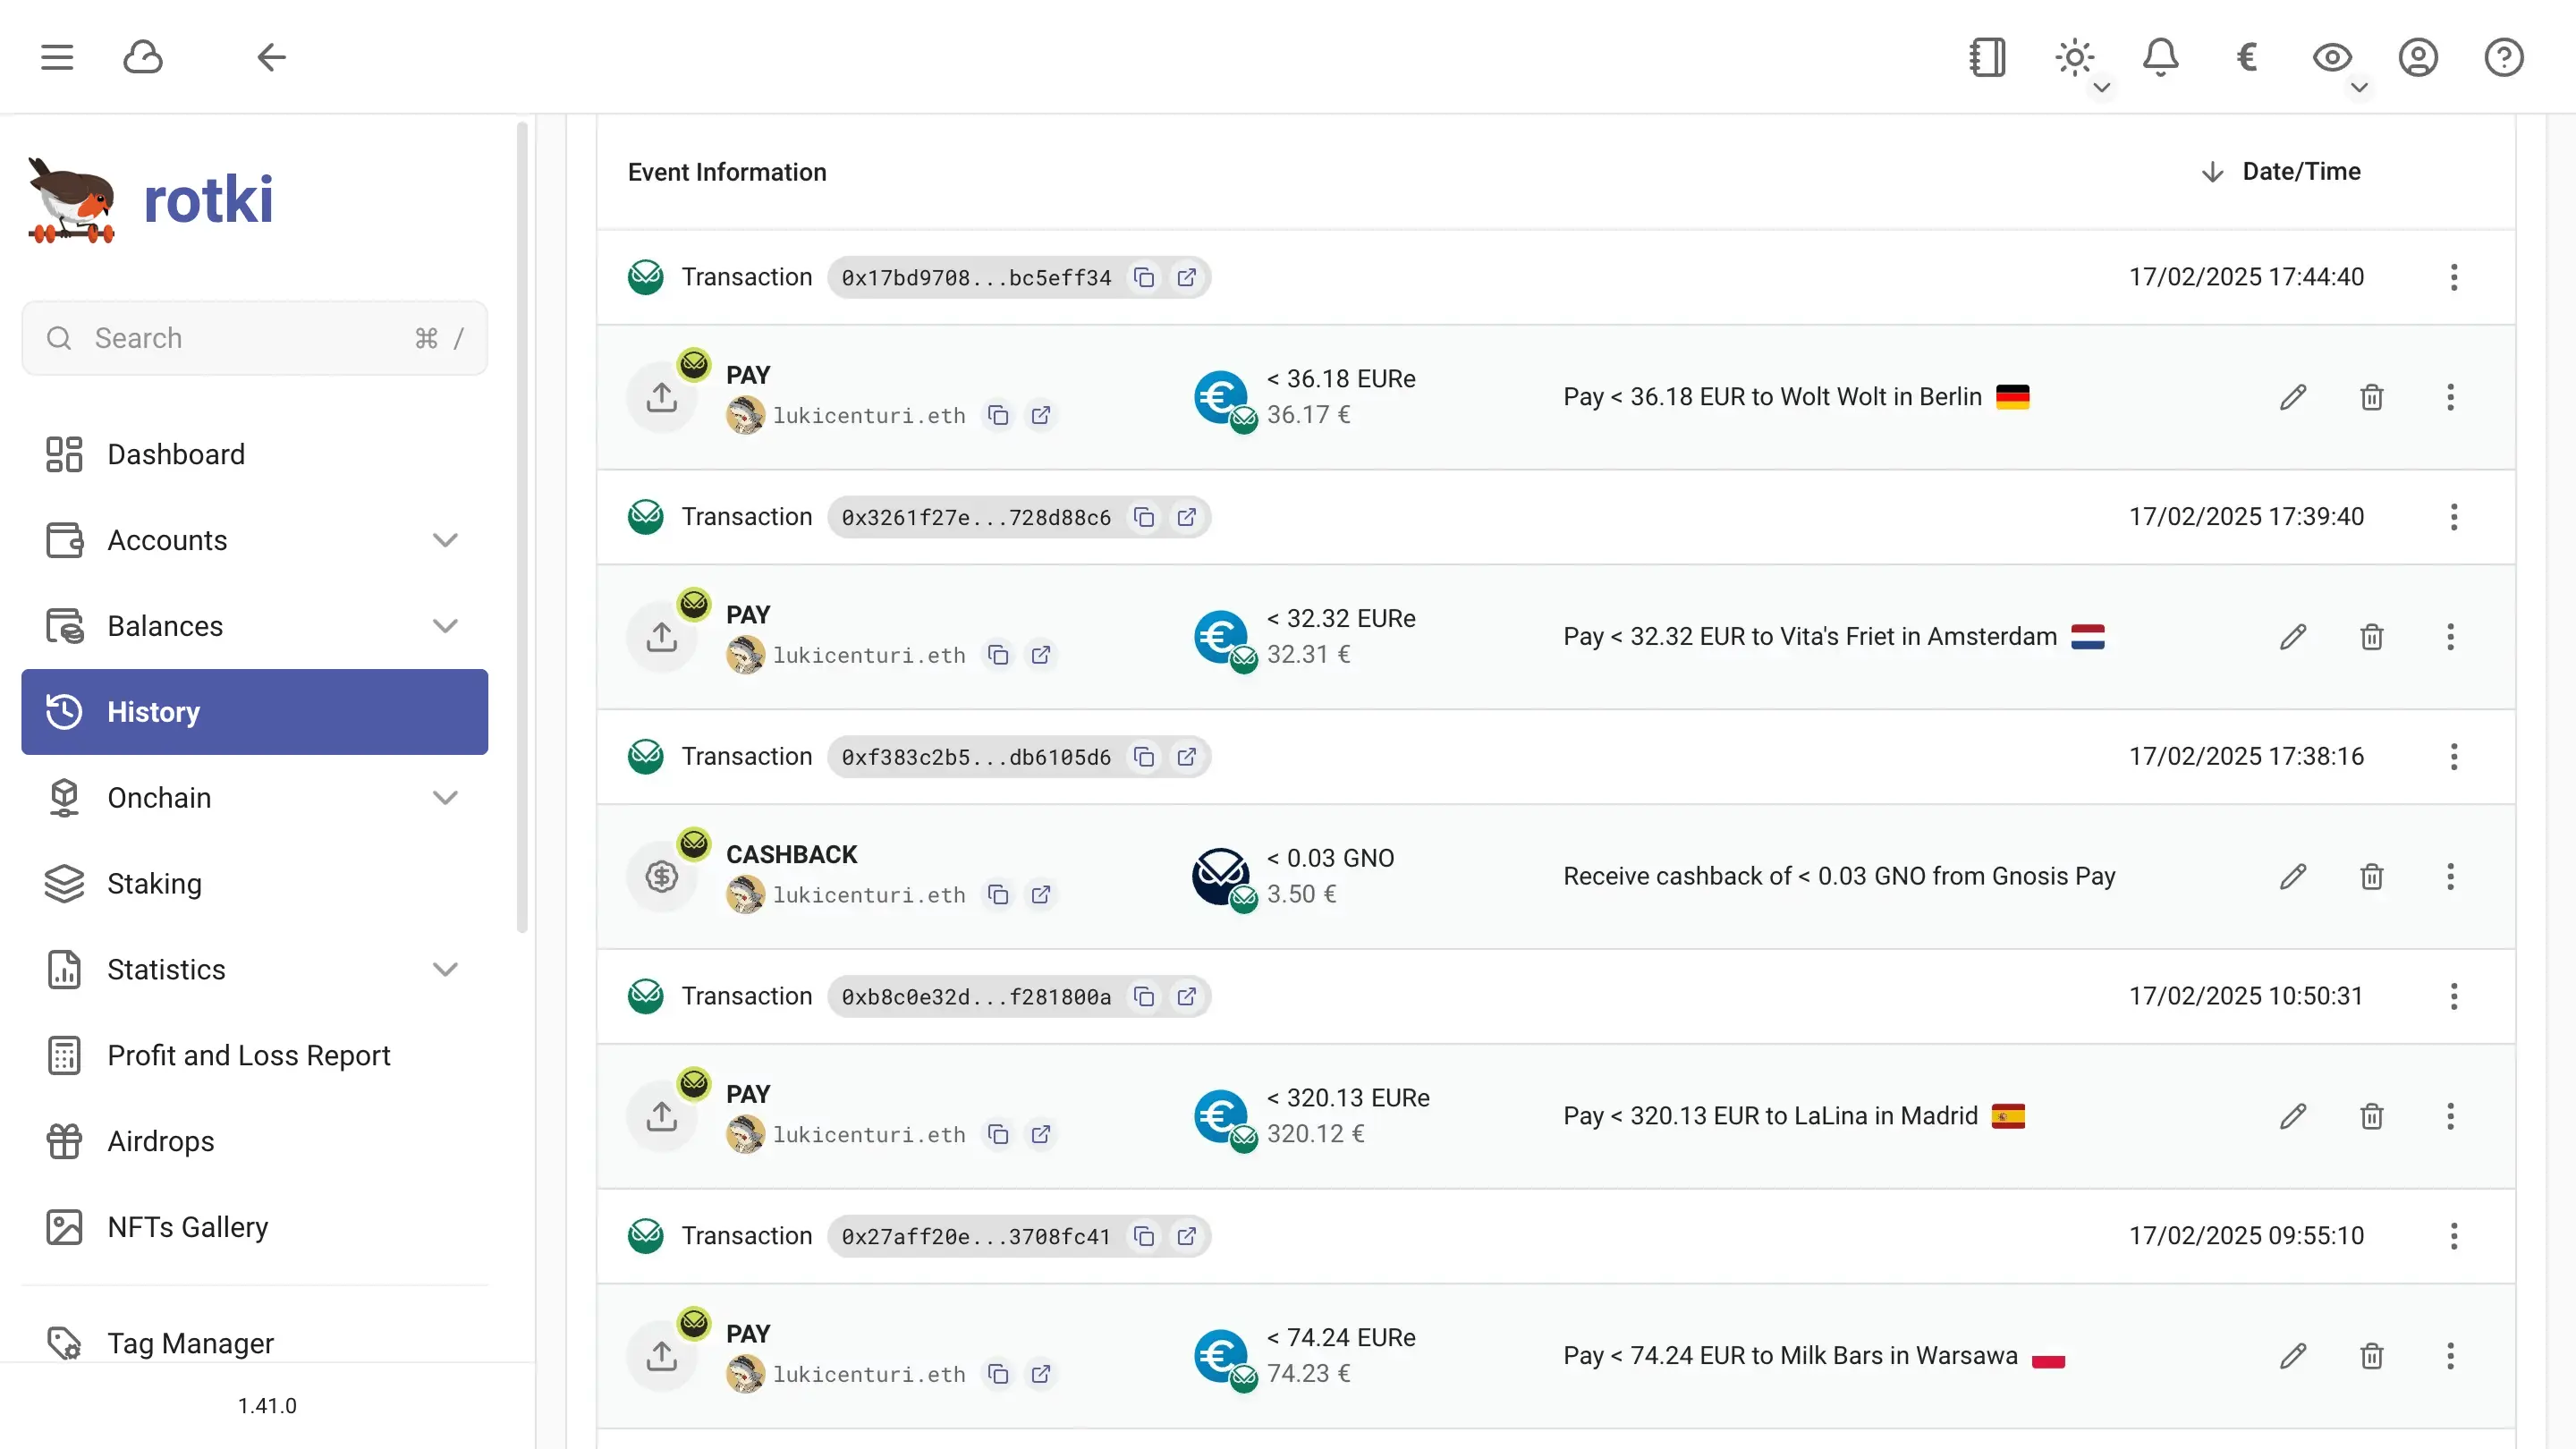 rotki
Search ⌘ /
Dashboard
Accounts
Balances
History
Onchain
Staking
Statistics
Profit and Loss Report
Airdrops
NFTs Gallery
Tag Manager
1.41.0
Event Information
Date/Time
Transaction 0x17bd9708...bc5eff34 17/02/2025 17:44:40
PAY
lukicenturi.eth
< 36.18 EURe
36.17 €
Pay < 36.18 EUR to Wolt Wolt in Berlin
Transaction 0x3261f27e...728d88c6 17/02/2025 17:39:40
PAY
lukicenturi.eth
< 32.32 EURe
32.31 €
Pay < 32.32 EUR to Vita's Friet in Amsterdam
Transaction 0xf383c2b5...db6105d6 17/02/2025 17:38:16
CASHBACK
lukicenturi.eth
< 0.03 GNO
3.50 €
Receive cashback of < 0.03 GNO from Gnosis Pay
Transaction 0xb8c0e32d...f281800a 17/02/2025 10:50:31
PAY
lukicenturi.eth
< 320.13 EURe
320.12 €
Pay < 320.13 EUR to LaLina in Madrid
Transaction 0x27aff20e...3708fc41 17/02/2025 09:55:10
PAY
lukicenturi.eth
< 74.24 EURe
74.23 €
Pay < 74.24 EUR to Milk Bars in Warsawa